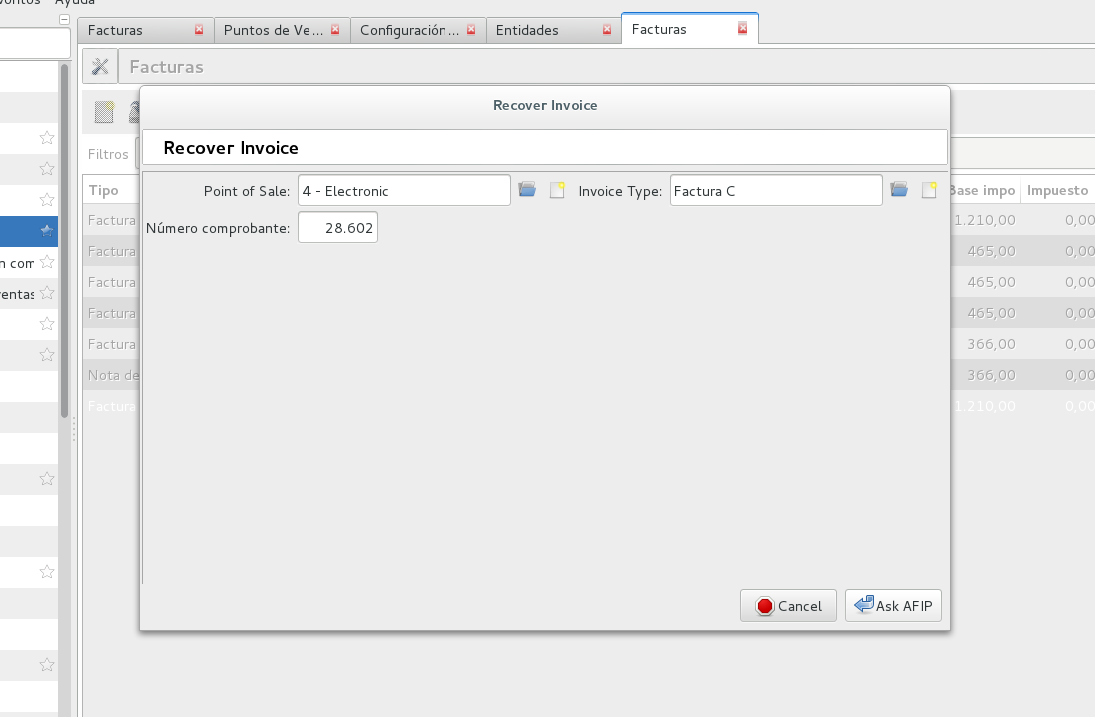 Ayuda
Facturas
Puntos de Ve...
Configuración...
Entidades
Facturas
Facturas
Recover Invoice
Recover Invoice
Filtros
Point of Sale: 4 - Electronic Invoice Type: Factura C
Número comprobante: 28.602
Tipo Base impo Impuesto
Factura 1.210,00 0,00
Factura 465,00 0,00
n com
Factura 465,00 0,00
ventas
Factura 465,00 0,00
Factura 366,00 0,00
Nota de 366,00 0,00
Factura 1.210,00 0,00
Cancel Ask AFIP